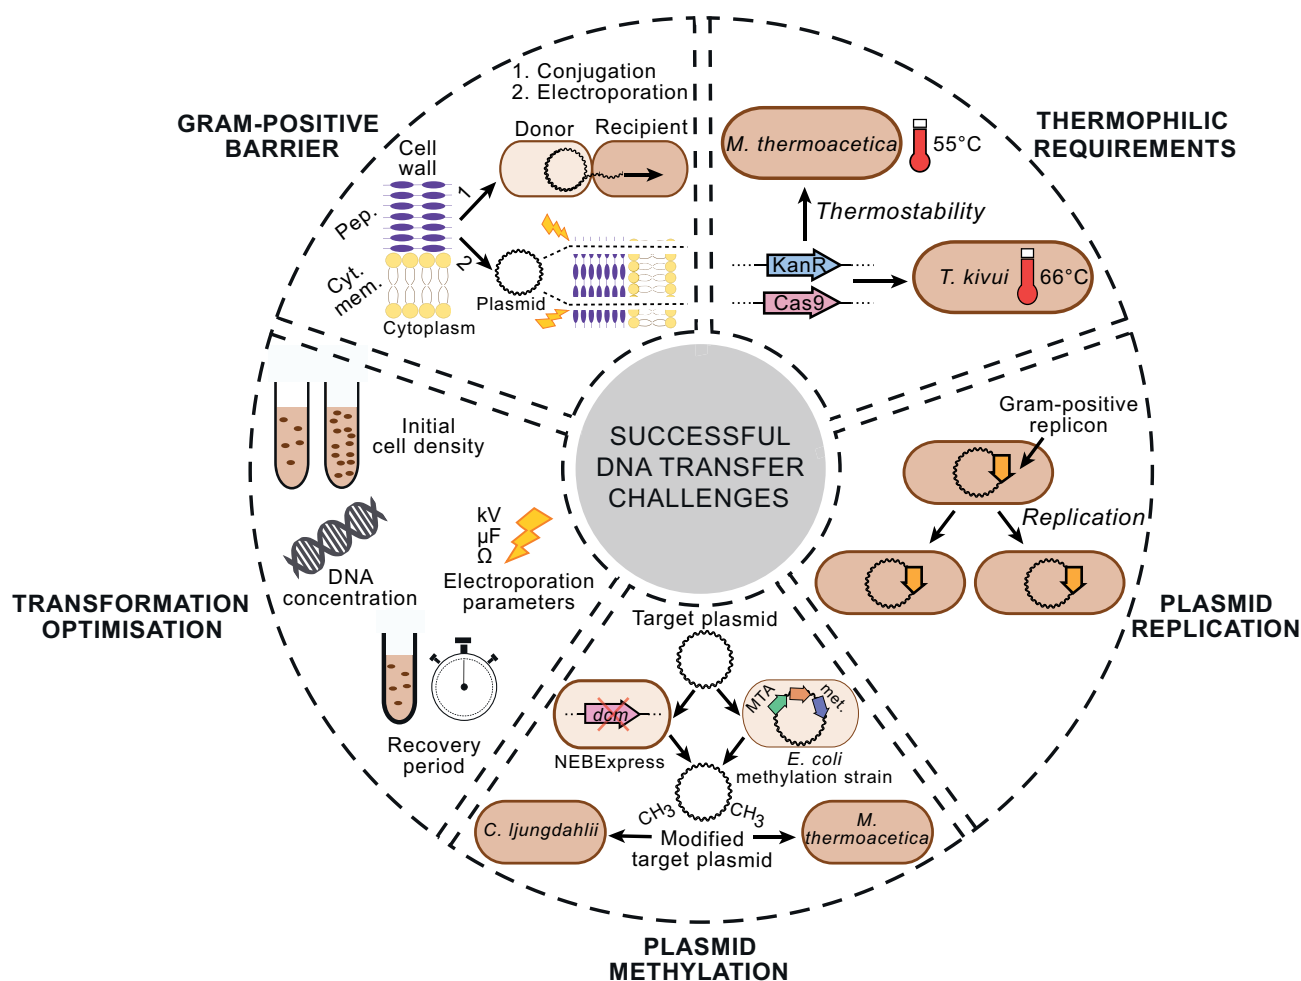 GRAM-POSITIVE
BARRIER
1. Conjugation
2. Electroporation
Donor
Recipient
Cell
wall
Pep.
Cyt.
mem.
1
2
Plasmid
Cytoplasm
THERMOPHILIC
REQUIREMENTS
M. thermoacetica
55°C
Thermostability
KanR
Cas9
T. kivui
66°C
SUCCESSFUL
DNA TRANSFER
CHALLENGES
Gram-positive
replicon
Replication
PLASMID
REPLICATION
Initial
cell density
DNA
concentration
kV
µF
Ω
Electroporation
parameters
Recovery
period
TRANSFORMATION
OPTIMISATION
Target plasmid
dcm
NEBExpress
MTA
met.
E. coli
methylation strain
CH3
CH3
Modified
target plasmid
C. ljungdahlii
M.
thermoacetica
PLASMID
METHYLATION